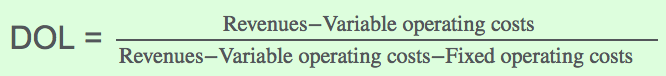 DOL = Revenues−Variable operating costs
Revenues−Variable operating costs−Fixed operating costs